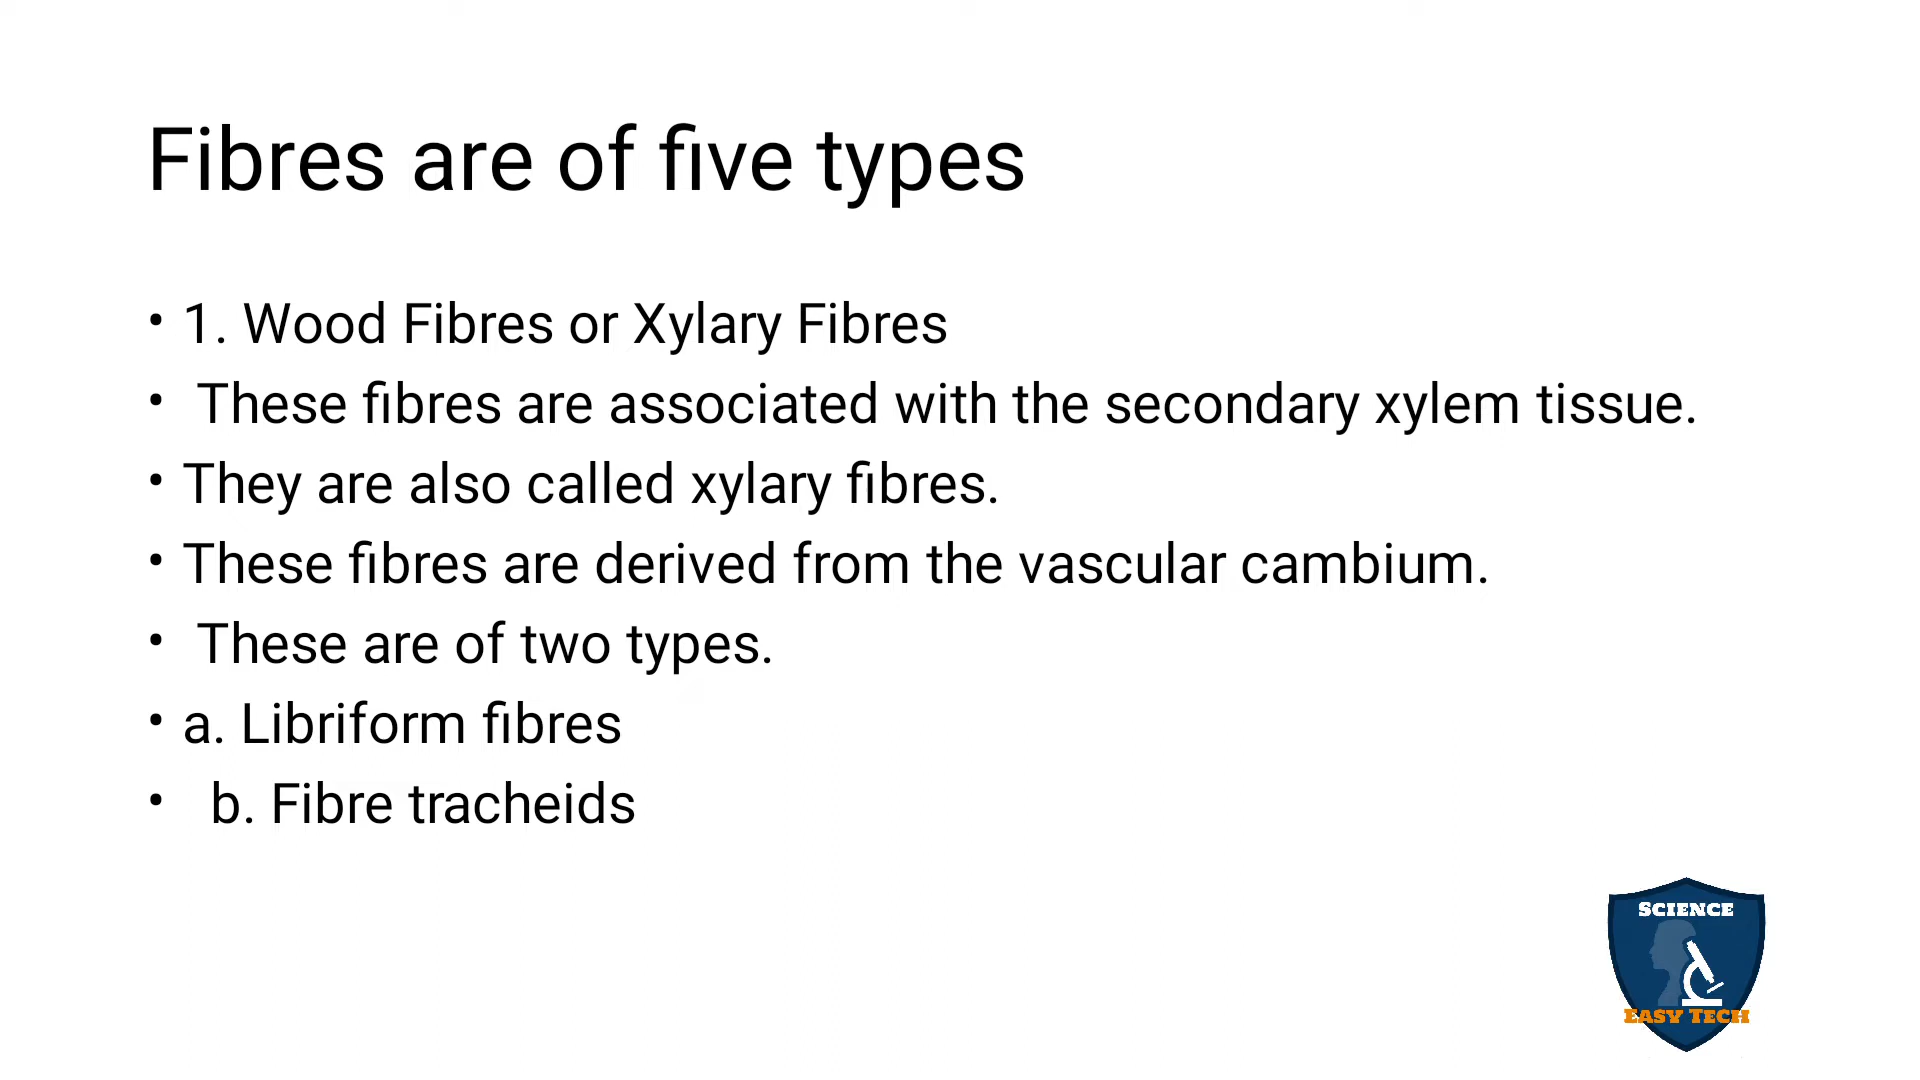 Fibres are of five types
• 1. Wood Fibres or Xylary Fibres
• These fibres are associated with the secondary xylem tissue.
• They are also called xylary fibres.
• These fibres are derived from the vascular cambium.
• These are of two types.
• a. Libriform fibres
• b. Fibre tracheids
SCIENCE
EASY TECH